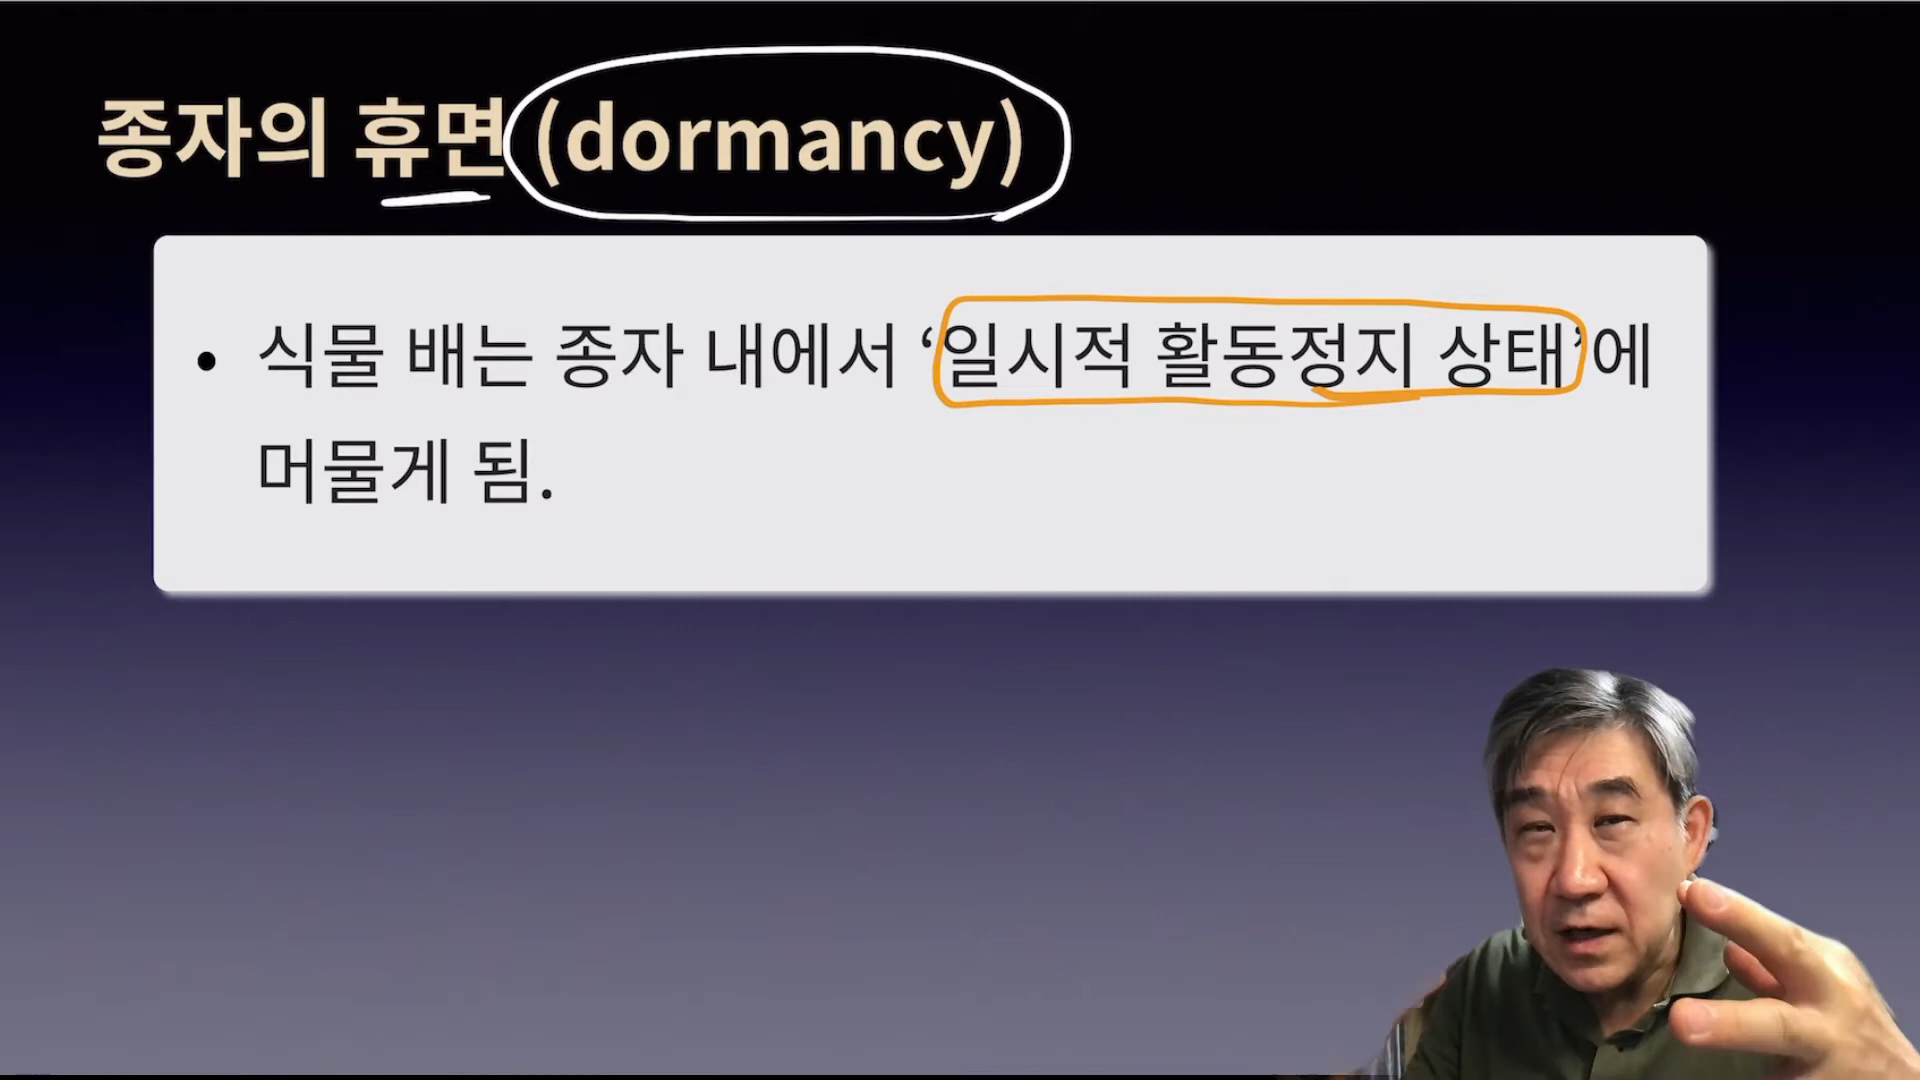 종자의 휴면 (dormancy)
• 식물 배는 종자 내에서 ‘일시적 활동정지 상태’에
머물게 됨.